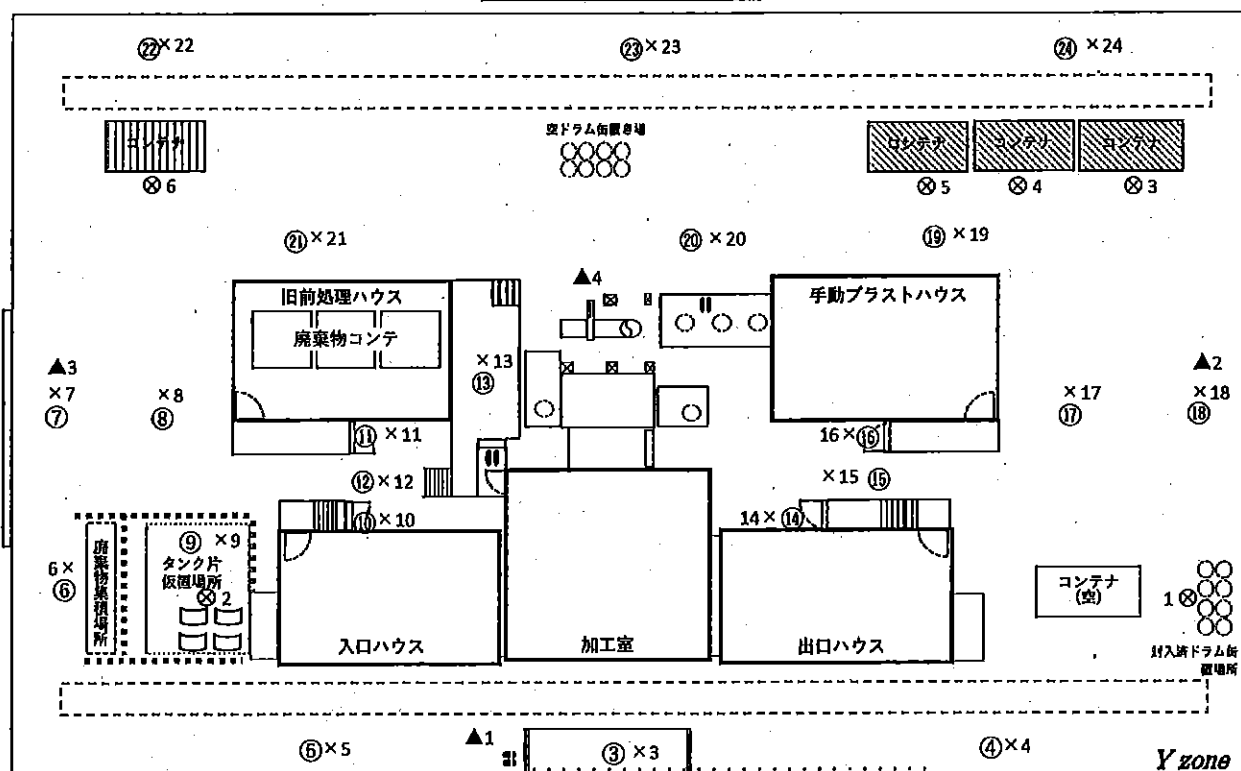 ㉒×22
㉓×23
㉔×24
コンテナ
空ドラム缶置き場
コンテナ
コンテナ
コンテナ
⊗6
⊗5
⊗4
⊗3
㉑×21
⑳×20
⑲×19
▲4
旧前処理ハウス
廃棄物コンテ
手動ブラストハウス
×13
⑬
▲3
×7
⑦
×8
⑧
×17
⑰
▲2
×18
⑱
⑪×11
16×⑯
⑫×12
×15⑮
⑩×10
14×⑭
⑨×9
タンク片
仮置場所
⊗2
6×
⑥
廃棄物集積場所
入口ハウス
加工室
出口ハウス
コンテナ
(空)
1⊗
封入済ドラム缶
置場所
⑥×5
▲1
③×3
④×4
Y zone